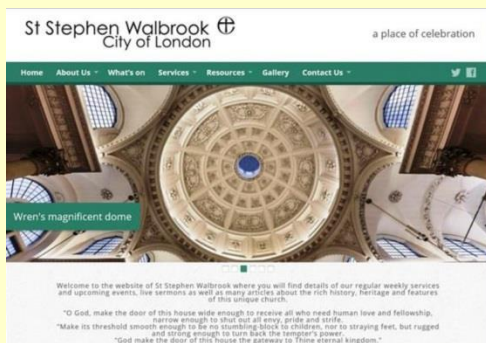 St Stephen Walbrook
City of London
a place of celebration
Home About Us What's on Services Resources Gallery Contact Us
Wren's magnificent dome
Welcome to the website of St Stephen Walbrook where you will find details of our regular weekly services
and upcoming events, live sermons as well as many articles about the rich history, heritage and features
of this unique church.
"O God, make the door of this house wide enough to receive all who need human love and fellowship,
narrow enough to shut out all envy, pride and strife.
"Make its threshold smooth enough to be no stumbling-block to children, nor to straying feet, but rugged
and strong enough to turn back the tempter's power.
"God make the door of this house the gateway to Thine eternal kingdom."